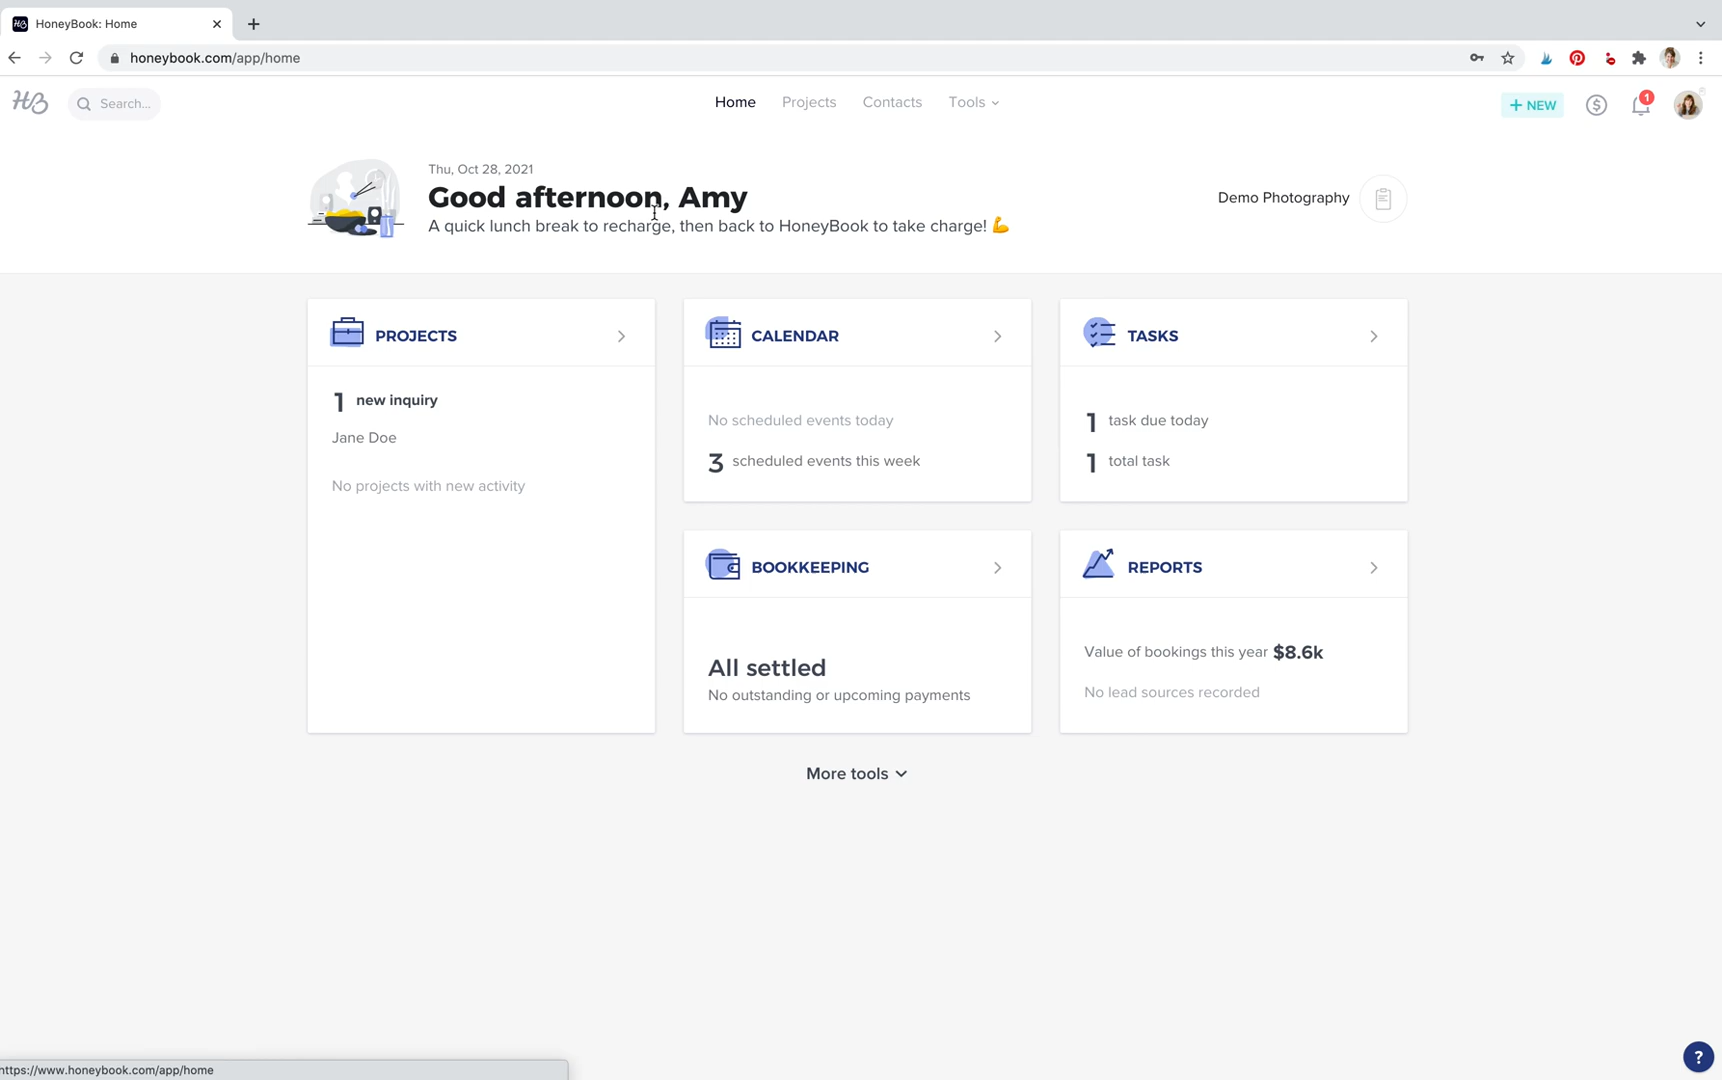 HoneyBook: Home
honeybook.com/app/home
HB
Search...
Home
Projects
Contacts
Tools
+ NEW
1
Thu, Oct 28, 2021
Good afternoon, Amy
A quick lunch break to recharge, then back to HoneyBook to take charge! 💪
Demo Photography
PROJECTS
1 new inquiry
Jane Doe
No projects with new activity
CALENDAR
No scheduled events today
3 scheduled events this week
TASKS
1 task due today
1 total task
BOOKKEEPING
All settled
No outstanding or upcoming payments
REPORTS
Value of bookings this year $8.6k
No lead sources recorded
More tools
?
https://www.honeybook.com/app/home